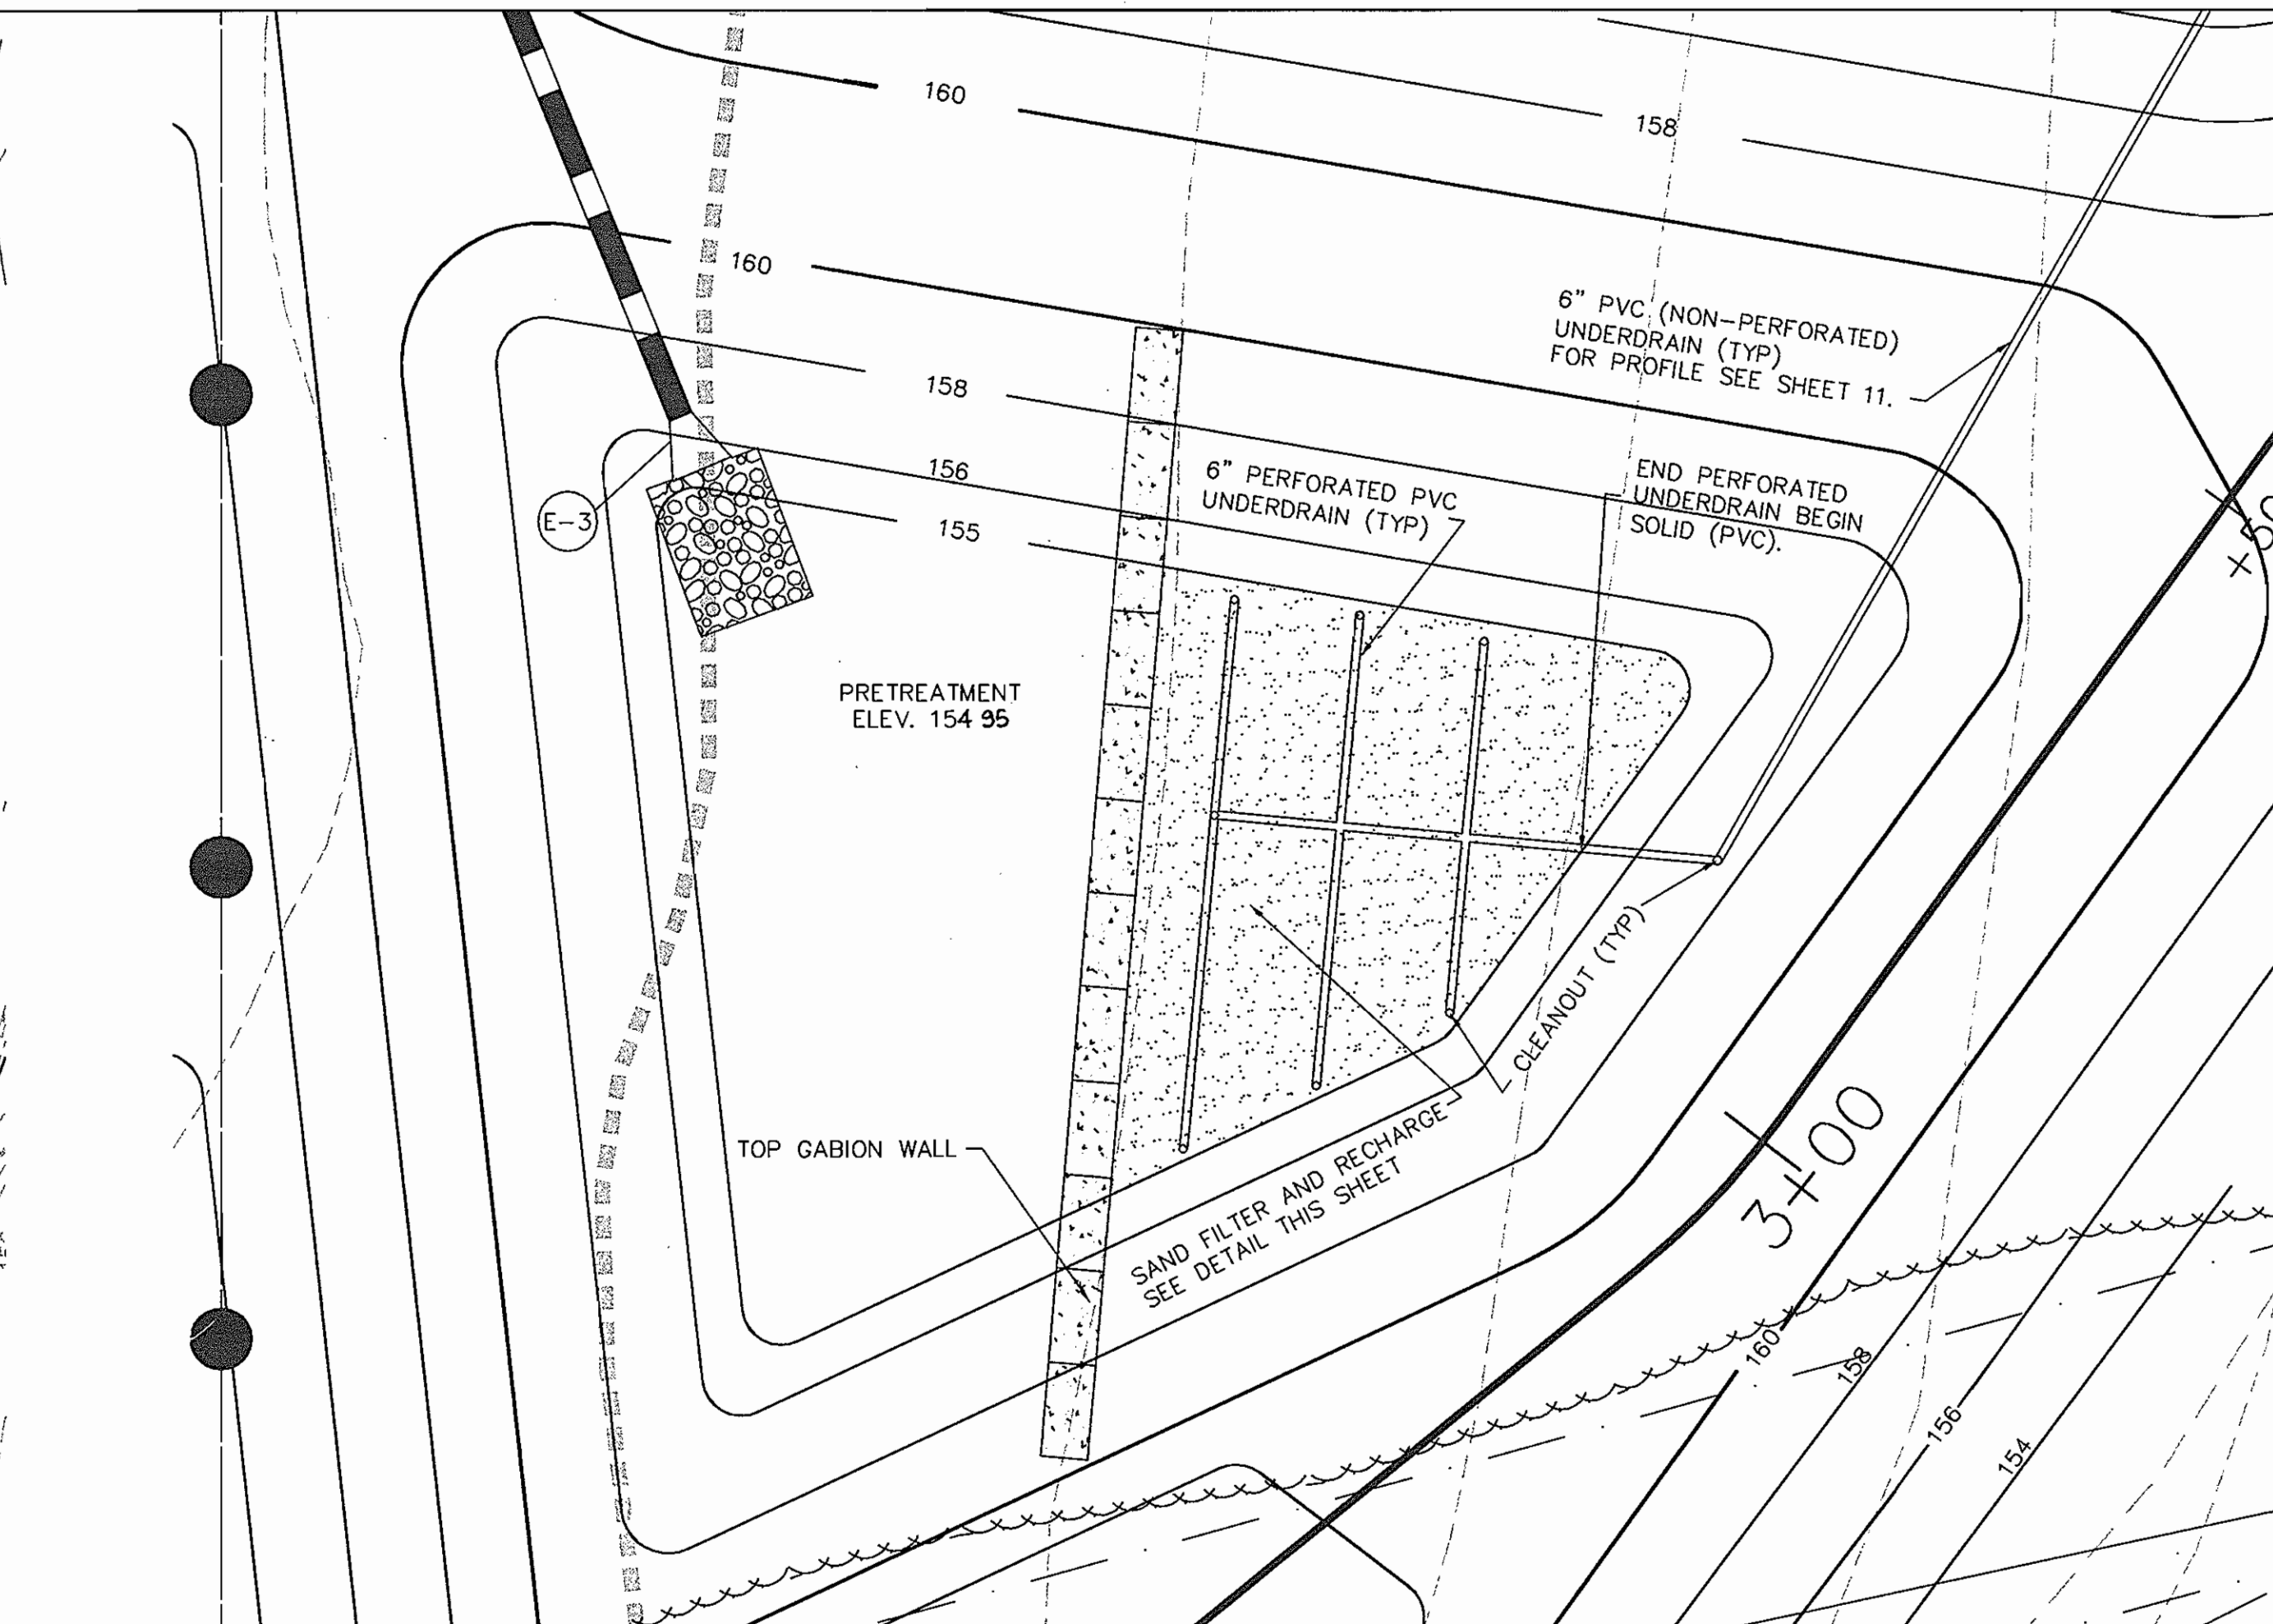 160
158
160
6" PVC (NON-PERFORATED)
UNDERDRAIN (TYP)
FOR PROFILE SEE SHEET 11.
158
156
155
6" PERFORATED PVC
UNDERDRAIN (TYP)
END PERFORATED
UNDERDRAIN BEGIN
SOLID (PVC).
E-3
+50
PRETREATMENT
ELEV. 154 95
CLEANOUT (TYP)
TOP GABION WALL
SAND FILTER AND RECHARGE
SEE DETAIL THIS SHEET
3+00
160
158
156
154